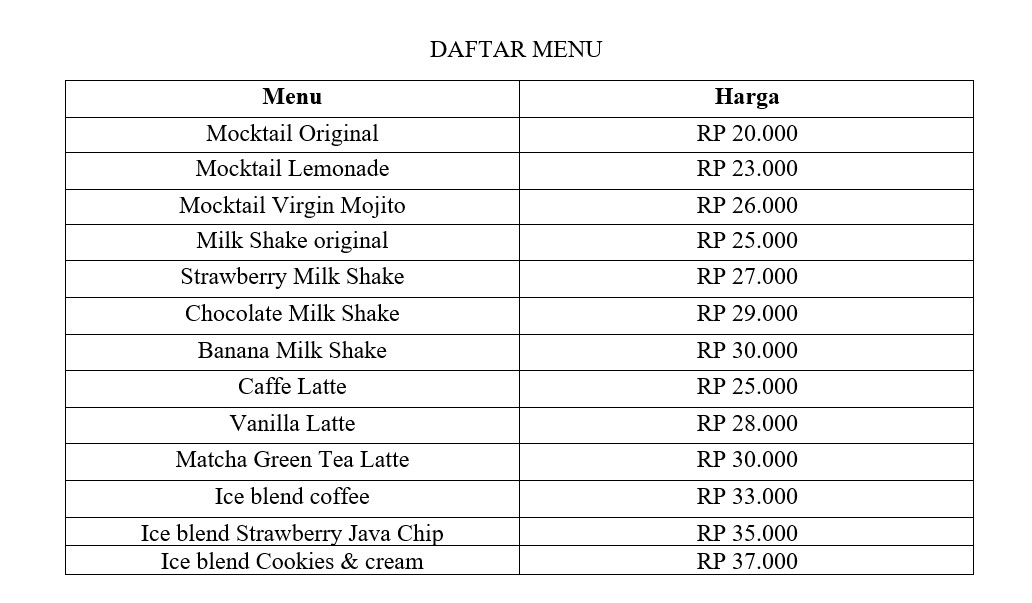 DAFTAR MENU
Menu Harga
Mocktail Original RP 20.000
Mocktail Lemonade RP 23.000
Mocktail Virgin Mojito RP 26.000
Milk Shake original RP 25.000
Strawberry Milk Shake RP 27.000
Chocolate Milk Shake RP 29.000
Banana Milk Shake RP 30.000
Caffe Latte RP 25.000
Vanilla Latte RP 28.000
Matcha Green Tea Latte RP 30.000
Ice blend coffee RP 33.000
Ice blend Strawberry Java Chip RP 35.000
Ice blend Cookies & cream RP 37.000